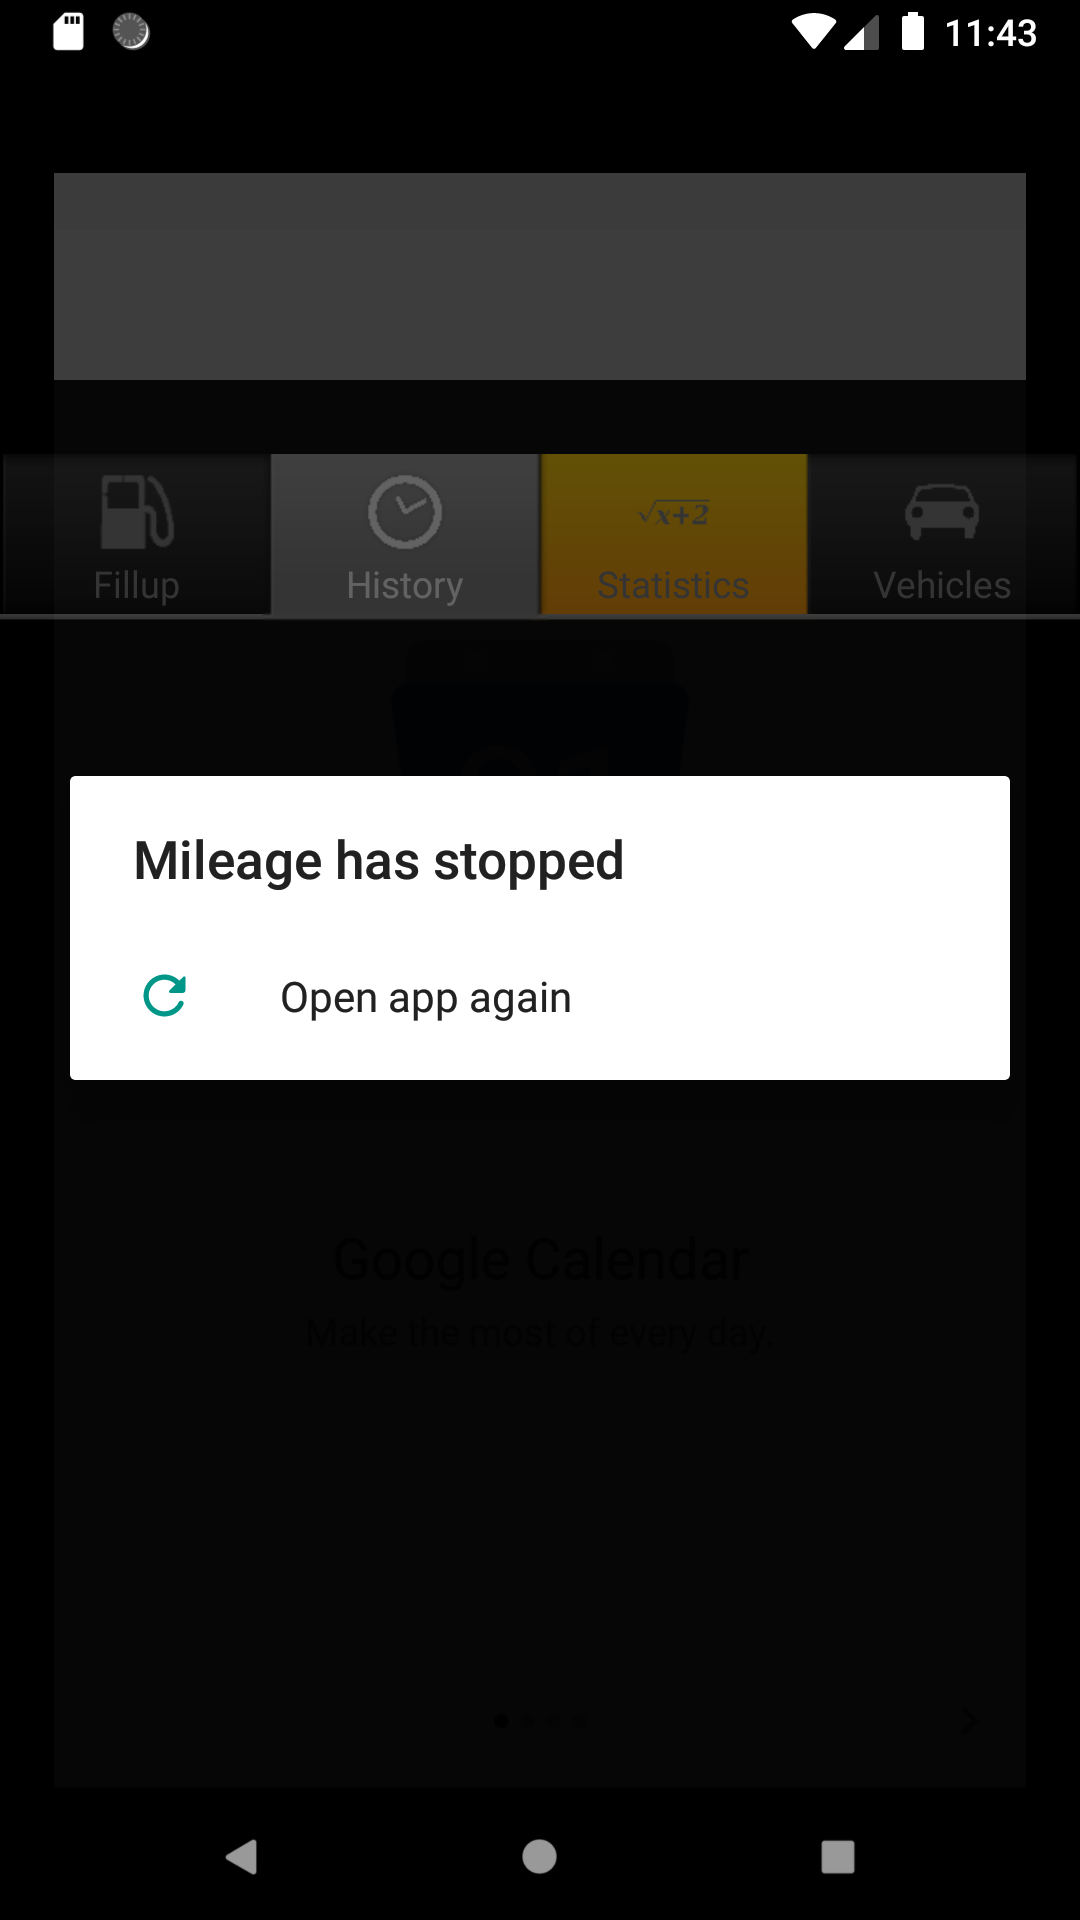 11:43
√x+2
Fillup
History
Statistics
Vehicles
Mileage has stopped
Open app again
Google Calendar
Make the most of every day.